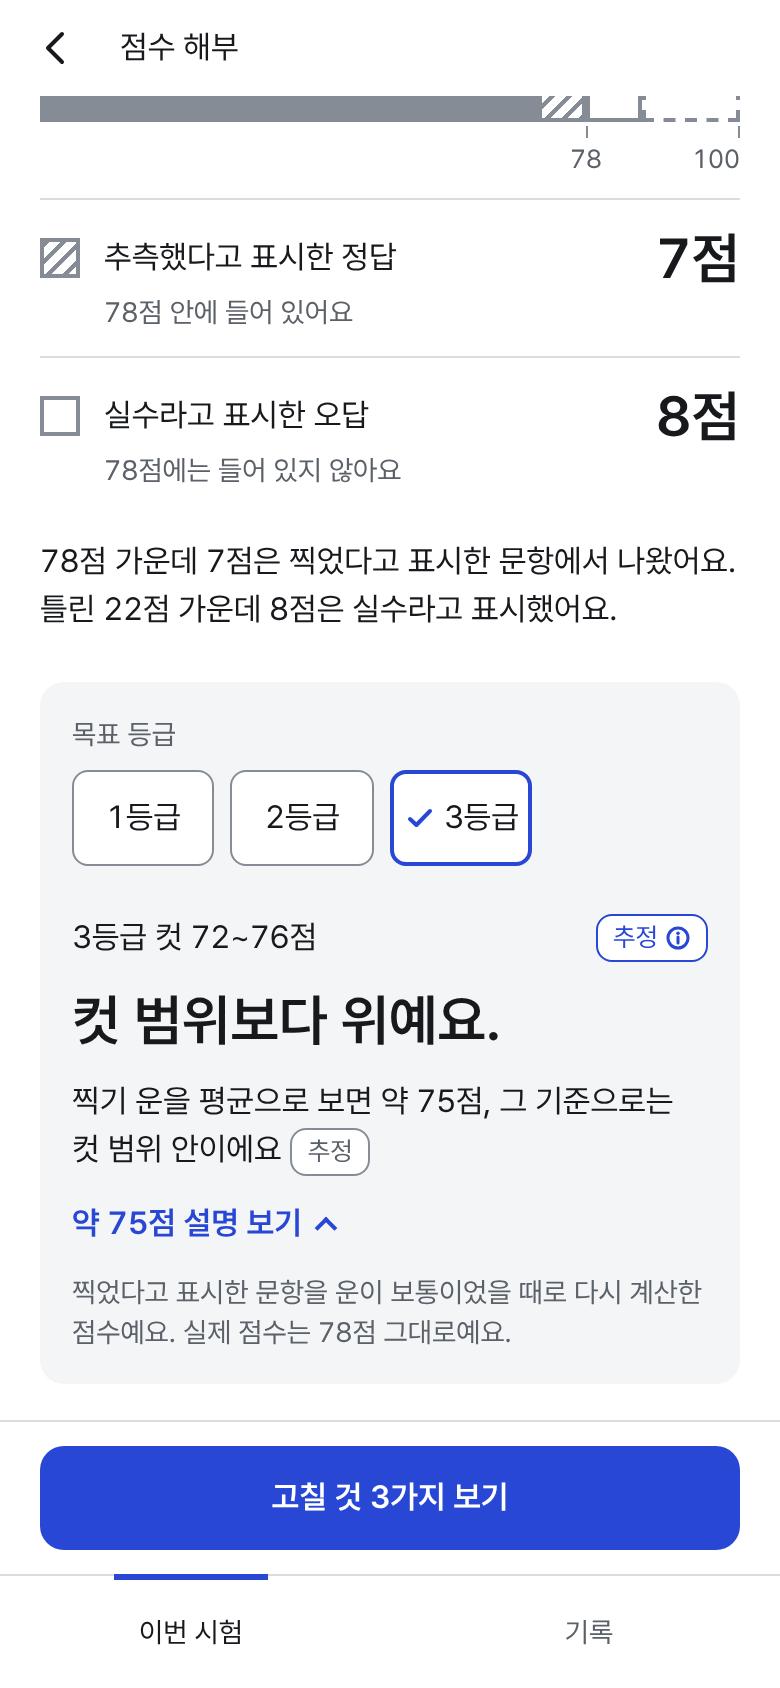 점수 해부
78
100
추측했다고 표시한 정답
7점
78점 안에 들어 있어요
실수라고 표시한 오답
8점
78점에는 들어 있지 않아요
78점 가운데 7점은 찍었다고 표시한 문항에서 나왔어요.
틀린 22점 가운데 8점은 실수라고 표시했어요.
목표 등급
1등급
2등급
3등급
3등급 컷 72~76점
추정
컷 범위보다 위예요.
찍기 운을 평균으로 보면 약 75점, 그 기준으로는
컷 범위 안이에요 추정
약 75점 설명 보기
찍었다고 표시한 문항을 운이 보통이었을 때로 다시 계산한
점수예요. 실제 점수는 78점 그대로예요.
고칠 것 3가지 보기
이번 시험
기록